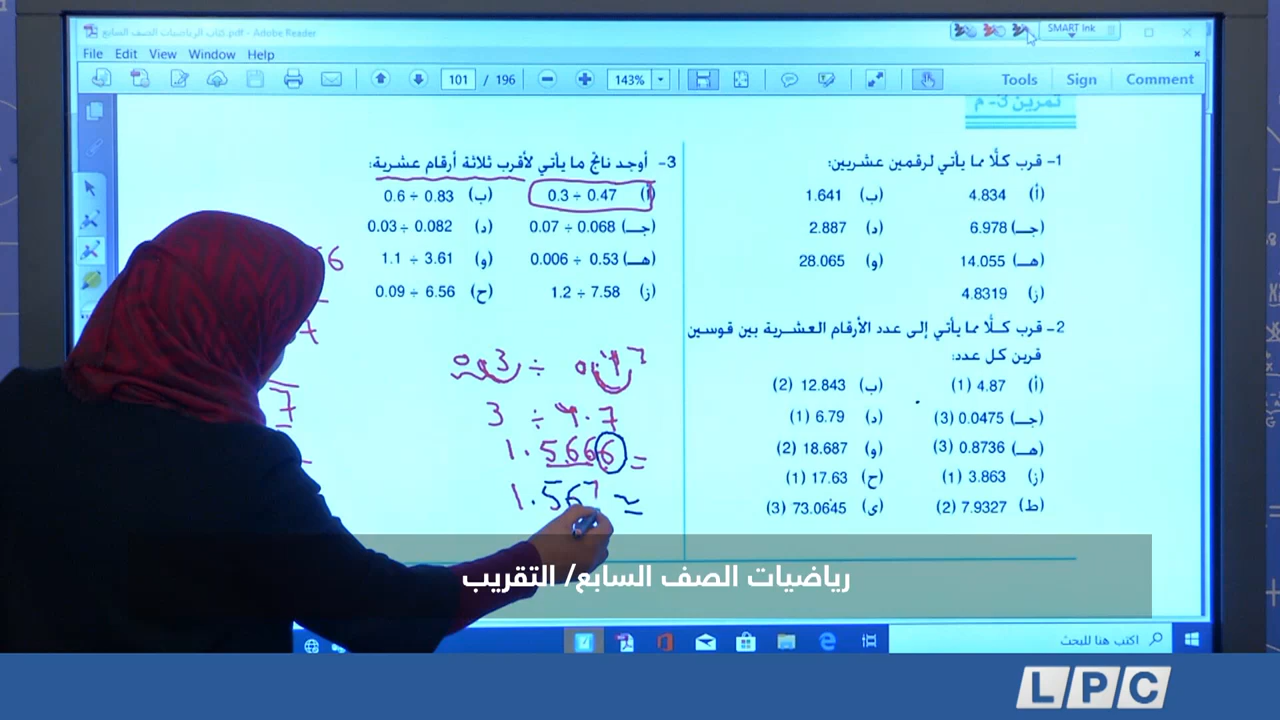 كتاب الرياضيات الصف السابع.pdf - Adobe Reader
SMART Ink
File Edit View Window Help
101 / 196
143%
Tools Sign Comment
تمرين 3- م
1- قرب كلًّا مما يأتي لرقمين عشريين:
(أ) 4.834 (ب) 1.641
(جـ) 6.978 (د) 2.887
(هـ) 14.055 (و) 28.065
(ز) 4.8319
2- قرب كلًّا مما يأتي إلى عدد الأرقام العشرية بين قوسين
قرين كل عدد:
(أ) 4.87 (1) (ب) 12.843 (2)
(جـ) 0.0475 (3) (د) 6.79 (1)
(هـ) 0.8736 (3) (و) 18.687 (2)
(ز) 3.863 (1) (ح) 17.63 (1)
(ط) 7.9327 (2) (ى) 73.0645 (3)
3- أوجد ناتج ما يأتي لأقرب ثلاثة أرقام عشرية:
(أ) 0.47 ÷ 0.3 (ب) 0.83 ÷ 0.6
(جـ) 0.068 ÷ 0.07 (د) 0.082 ÷ 0.03
(هـ) 0.53 ÷ 0.006 (و) 3.61 ÷ 1.1
(ز) 7.58 ÷ 1.2 (ح) 6.56 ÷ 0.09
0.3 ÷ 0.47
3 ÷ 4.7
1.5666 =
1.567 ≈
رياضيات الصف السابع/ التقريب
اكتب هنا للبحث
LPC